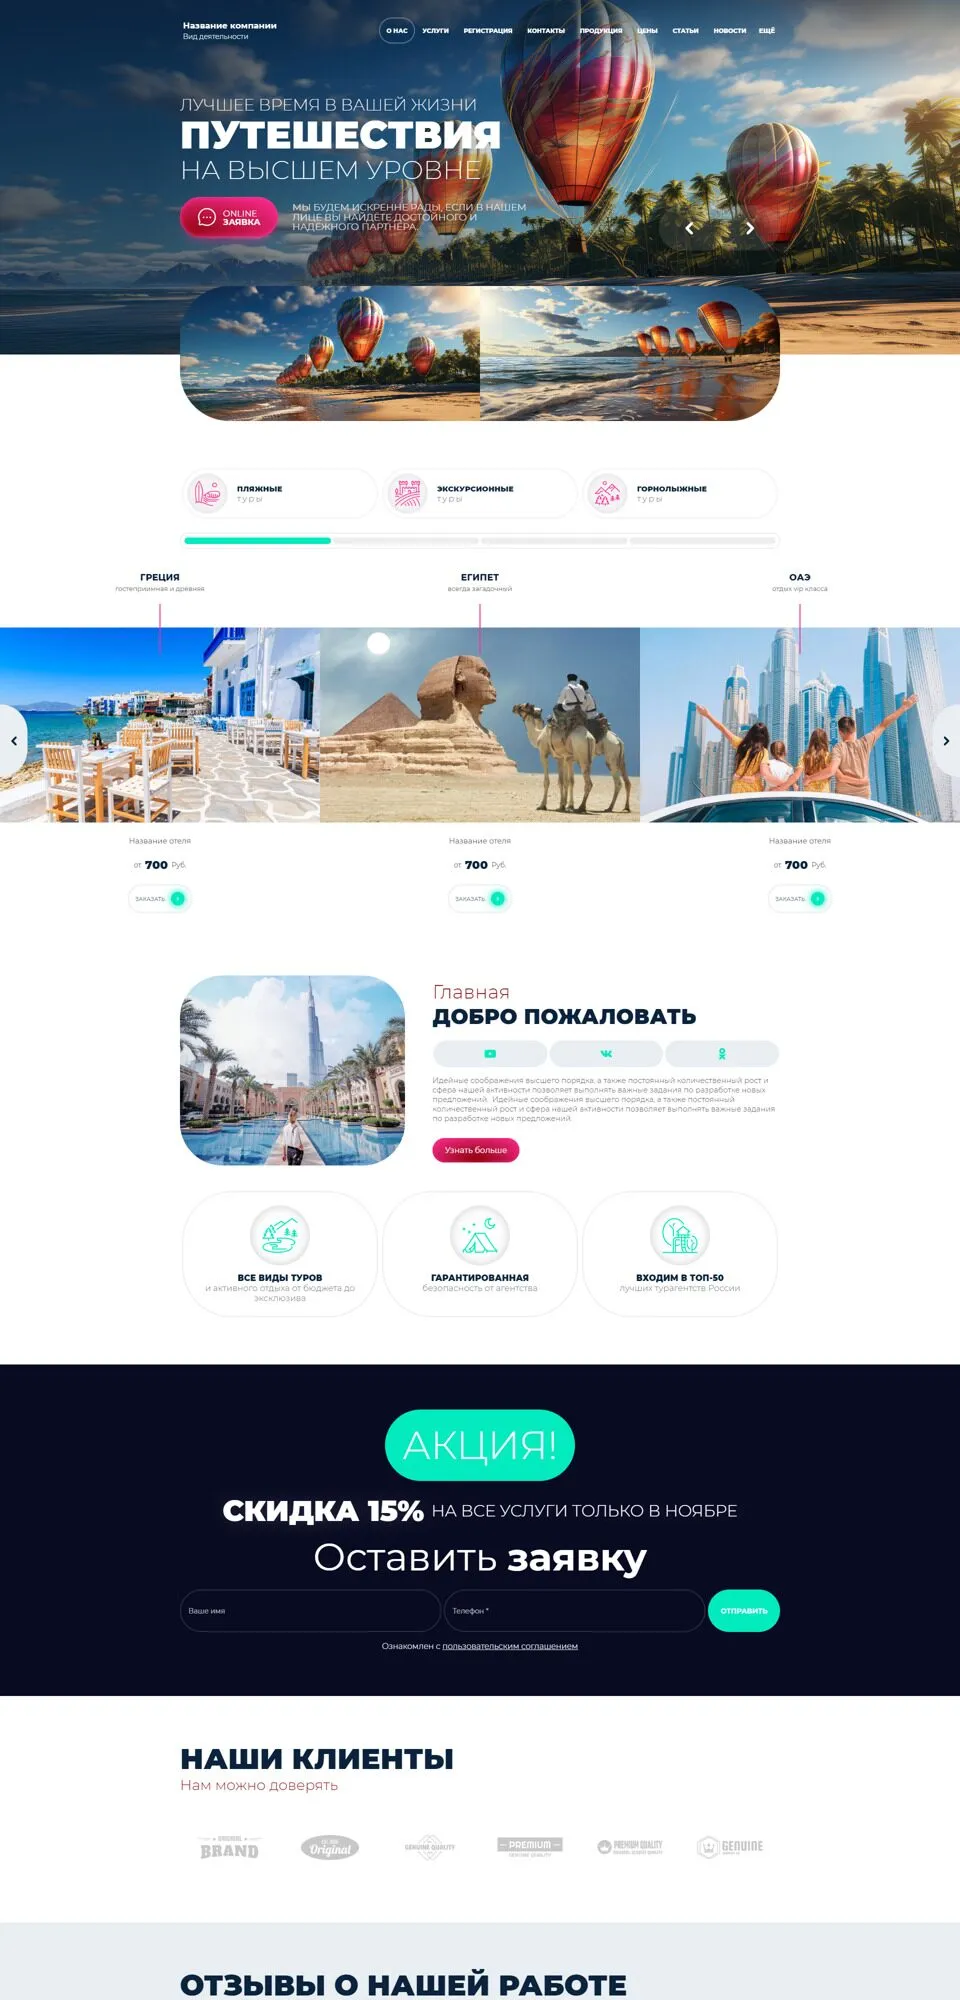 Название компании
Вид деятельности
О НАС
УСЛУГИ
РЕГИСТРАЦИЯ
КОНТАКТЫ
ПРОДУКЦИЯ
ЦЕНЫ
СТАТЬИ
НОВОСТИ
ЕЩЁ
ЛУЧШЕЕ ВРЕМЯ В ВАШЕЙ ЖИЗНИ
ПУТЕШЕСТВИЯ
НА ВЫСШЕМ УРОВНЕ
ONLINE
ЗАЯВКА
МЫ БУДЕМ ИСКРЕННЕ РАДЫ, ЕСЛИ В НАШЕМ
ЛИЦЕ ВЫ НАЙДЕТЕ ДОСТОЙНОГО И
НАДЕЖНОГО ПАРТНЕРА.
ПЛЯЖНЫЕ
туры
ЭКСКУРСИОННЫЕ
туры
ГОРНОЛЫЖНЫЕ
туры
ГРЕЦИЯ
гостеприимная и древняя
ЕГИПЕТ
всегда загадочный
ОАЭ
отдых vip класса
Название отеля
от 700 Руб.
ЗАКАЗАТЬ
Название отеля
от 700 Руб.
ЗАКАЗАТЬ
Название отеля
от 700 Руб.
ЗАКАЗАТЬ
Главная
ДОБРО ПОЖАЛОВАТЬ
Идейные соображения высшего порядка, а также постоянный количественный рост и
сфера нашей активности позволяет выполнять важные задания по разработке новых
предложений. Идейные соображения высшего порядка, а также постоянный
количественный рост и сфера нашей активности позволяет выполнять важные задания
по разработке новых предложений.
Узнать больше
ВСЕ ВИДЫ ТУРОВ
и активного отдыха от бюджета до
эксклюзива
ГАРАНТИРОВАННАЯ
безопасность от агентства
ВХОДИМ В ТОП-50
лучших турагентств России
АКЦИЯ!
СКИДКА 15% НА ВСЕ УСЛУГИ ТОЛЬКО В НОЯБРЕ
Оставить заявку
Ваше имя
Телефон *
ОТПРАВИТЬ
Ознакомлен с пользовательским соглашением
НАШИ КЛИЕНТЫ
Нам можно доверять
ORIGINAL
BRAND
Original
GENUINE QUALITY
PREMIUM
GENUINE QUALITY
PREMIUM QUALITY
GENUINE
ОТЗЫВЫ О НАШЕЙ РАБОТЕ